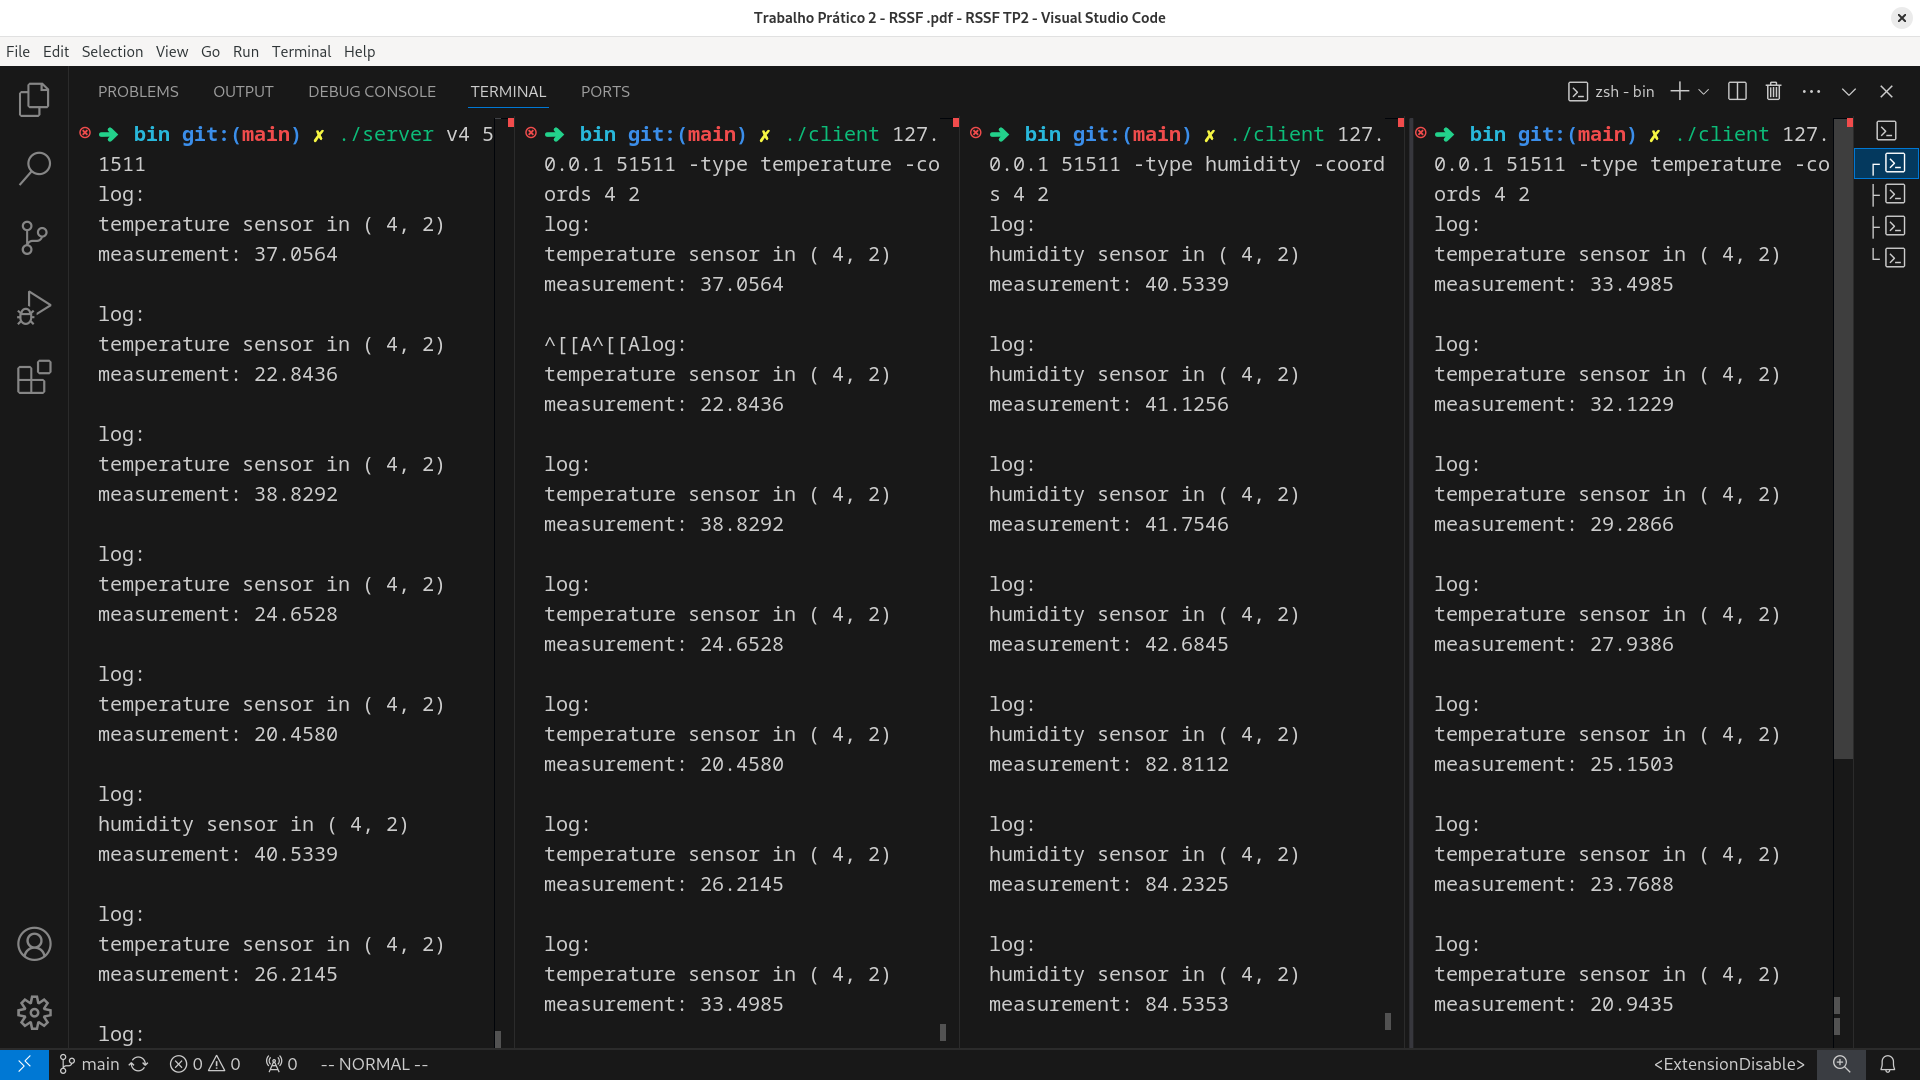 Trabalho Prático 2 - RSSF .pdf - RSSF TP2 - Visual Studio Code
File Edit Selection View Go Run Terminal Help
PROBLEMS OUTPUT DEBUG CONSOLE TERMINAL PORTS
zsh - bin
➜ bin git:(main) ✗ ./server v4 5
1511
log:
temperature sensor in ( 4, 2)
measurement: 37.0564
log:
temperature sensor in ( 4, 2)
measurement: 22.8436
log:
temperature sensor in ( 4, 2)
measurement: 38.8292
log:
temperature sensor in ( 4, 2)
measurement: 24.6528
log:
temperature sensor in ( 4, 2)
measurement: 20.4580
log:
humidity sensor in ( 4, 2)
measurement: 40.5339
log:
temperature sensor in ( 4, 2)
measurement: 26.2145
log:
➜ bin git:(main) ✗ ./client 127.
0.0.1 51511 -type temperature -co
ords 4 2
log:
temperature sensor in ( 4, 2)
measurement: 37.0564
^[[A^[[Alog:
temperature sensor in ( 4, 2)
measurement: 22.8436
log:
temperature sensor in ( 4, 2)
measurement: 38.8292
log:
temperature sensor in ( 4, 2)
measurement: 24.6528
log:
temperature sensor in ( 4, 2)
measurement: 20.4580
log:
temperature sensor in ( 4, 2)
measurement: 26.2145
log:
temperature sensor in ( 4, 2)
measurement: 33.4985
➜ bin git:(main) ✗ ./client 127.
0.0.1 51511 -type humidity -coord
s 4 2
log:
humidity sensor in ( 4, 2)
measurement: 40.5339
log:
humidity sensor in ( 4, 2)
measurement: 41.1256
log:
humidity sensor in ( 4, 2)
measurement: 41.7546
log:
humidity sensor in ( 4, 2)
measurement: 42.6845
log:
humidity sensor in ( 4, 2)
measurement: 82.8112
log:
humidity sensor in ( 4, 2)
measurement: 84.2325
log:
humidity sensor in ( 4, 2)
measurement: 84.5353
➜ bin git:(main) ✗ ./client 127.
0.0.1 51511 -type temperature -co
ords 4 2
log:
temperature sensor in ( 4, 2)
measurement: 33.4985
log:
temperature sensor in ( 4, 2)
measurement: 32.1229
log:
temperature sensor in ( 4, 2)
measurement: 29.2866
log:
temperature sensor in ( 4, 2)
measurement: 27.9386
log:
temperature sensor in ( 4, 2)
measurement: 25.1503
log:
temperature sensor in ( 4, 2)
measurement: 23.7688
log:
temperature sensor in ( 4, 2)
measurement: 20.9435
main 0 0 0 -- NORMAL -- <ExtensionDisable>